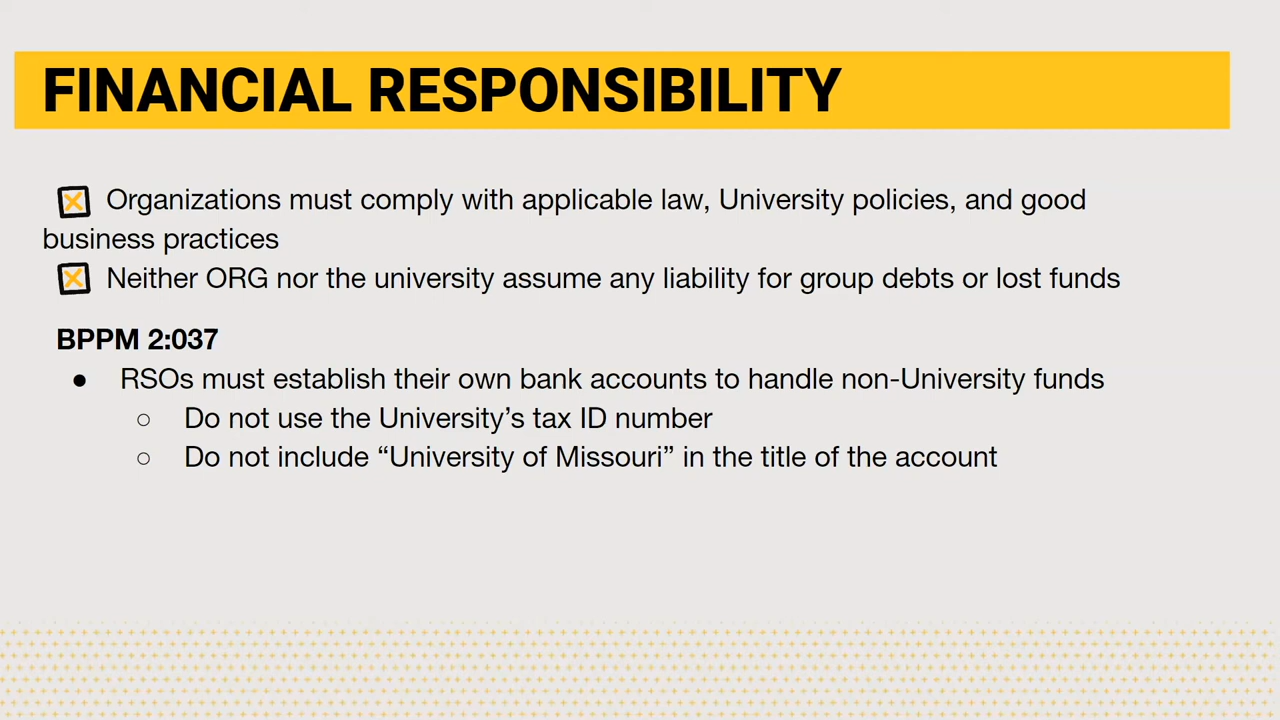 FINANCIAL RESPONSIBILITY
Organizations must comply with applicable law, University policies, and good
business practices
Neither ORG nor the university assume any liability for group debts or lost funds
BPPM 2:037
● RSOs must establish their own bank accounts to handle non-University funds
○ Do not use the University’s tax ID number
○ Do not include “University of Missouri” in the title of the account